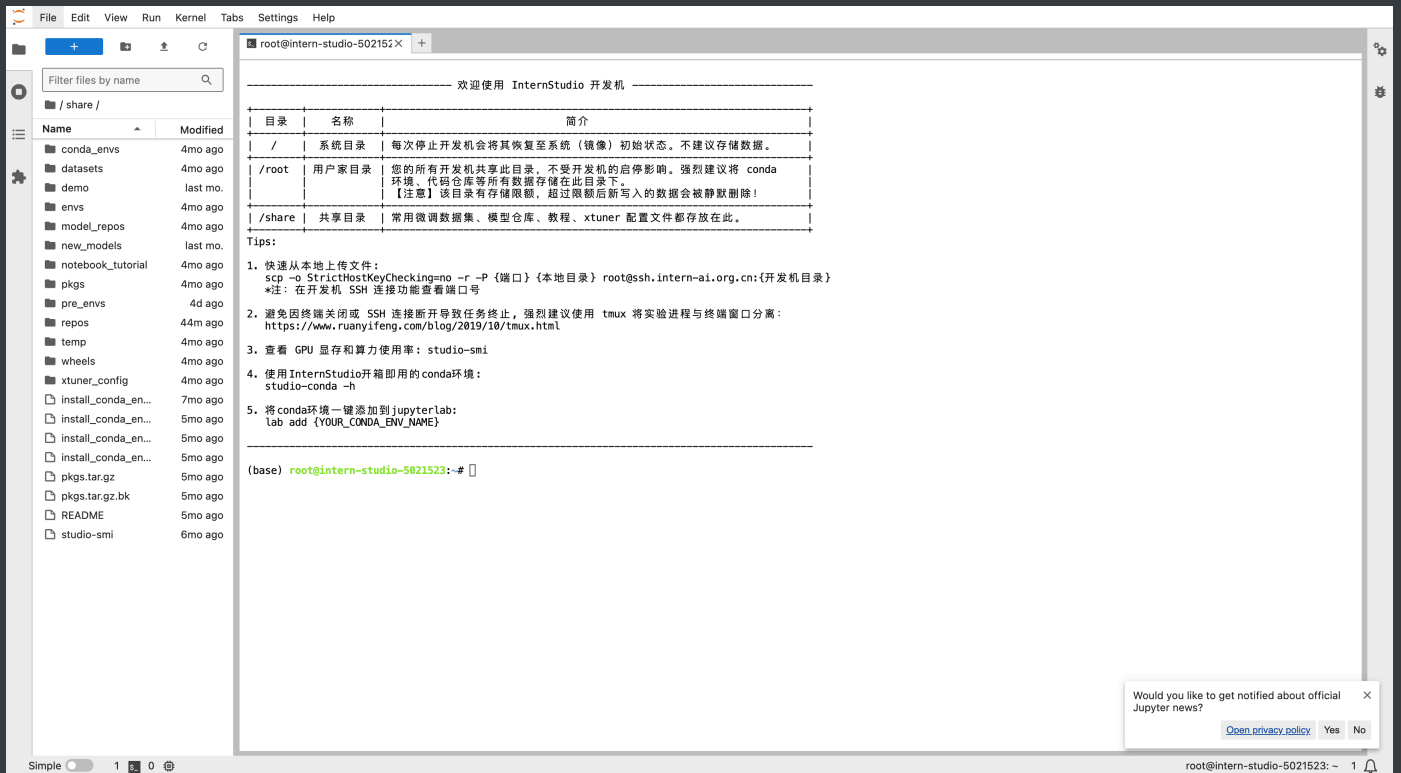 File Edit View Run Kernel Tabs Settings Help
root@intern-studio-502152
Filter files by name
/ share /
Name Modified
conda_envs 4mo ago
datasets 4mo ago
demo last mo.
envs 4mo ago
model_repos 4mo ago
new_models last mo.
notebook_tutorial 4mo ago
pkgs 4mo ago
pre_envs 4d ago
repos 44m ago
temp 4mo ago
wheels 4mo ago
xtuner_config 4mo ago
install_conda_en... 7mo ago
install_conda_en... 5mo ago
install_conda_en... 5mo ago
install_conda_en... 5mo ago
pkgs.tar.gz 5mo ago
pkgs.tar.gz.bk 5mo ago
README 5mo ago
studio-smi 6mo ago
欢迎使用 InternStudio 开发机
目录 | 名称 | 简介
/ | 系统目录 | 每次停止开发机会将其恢复至系统（镜像）初始状态。不建议存储数据。
/root | 用户家目录 | 您的所有开发机共享此目录，不受开发机的启停影响。强烈建议将 conda
环境、代码仓库等所有数据存储在此目录下。
【注意】该目录有存储限额，超过限额后新写入的数据会被静默删除！
/share | 共享目录 | 常用微调数据集、模型仓库、教程、xtuner 配置文件都存放在此。
Tips:
1. 快速从本地上传文件：
scp -o StrictHostKeyChecking=no -r -P {端口} {本地目录} root@ssh.intern-ai.org.cn:{开发机目录}
*注：在开发机 SSH 连接功能查看端口号
2. 避免因终端关闭或 SSH 连接断开导致任务终止，强烈建议使用 tmux 将实验进程与终端窗口分离：
https://www.ruanyifeng.com/blog/2019/10/tmux.html
3. 查看 GPU 显存和算力使用率：studio-smi
4. 使用InternStudio开箱即用的conda环境：
studio-conda -h
5. 将conda环境一键添加到jupyterlab:
lab add {YOUR_CONDA_ENV_NAME}
(base) root@intern-studio-5021523:~#
Would you like to get notified about official
Jupyter news?
Open privacy policy Yes No
Simple 1 0 root@intern-studio-5021523: ~ 1